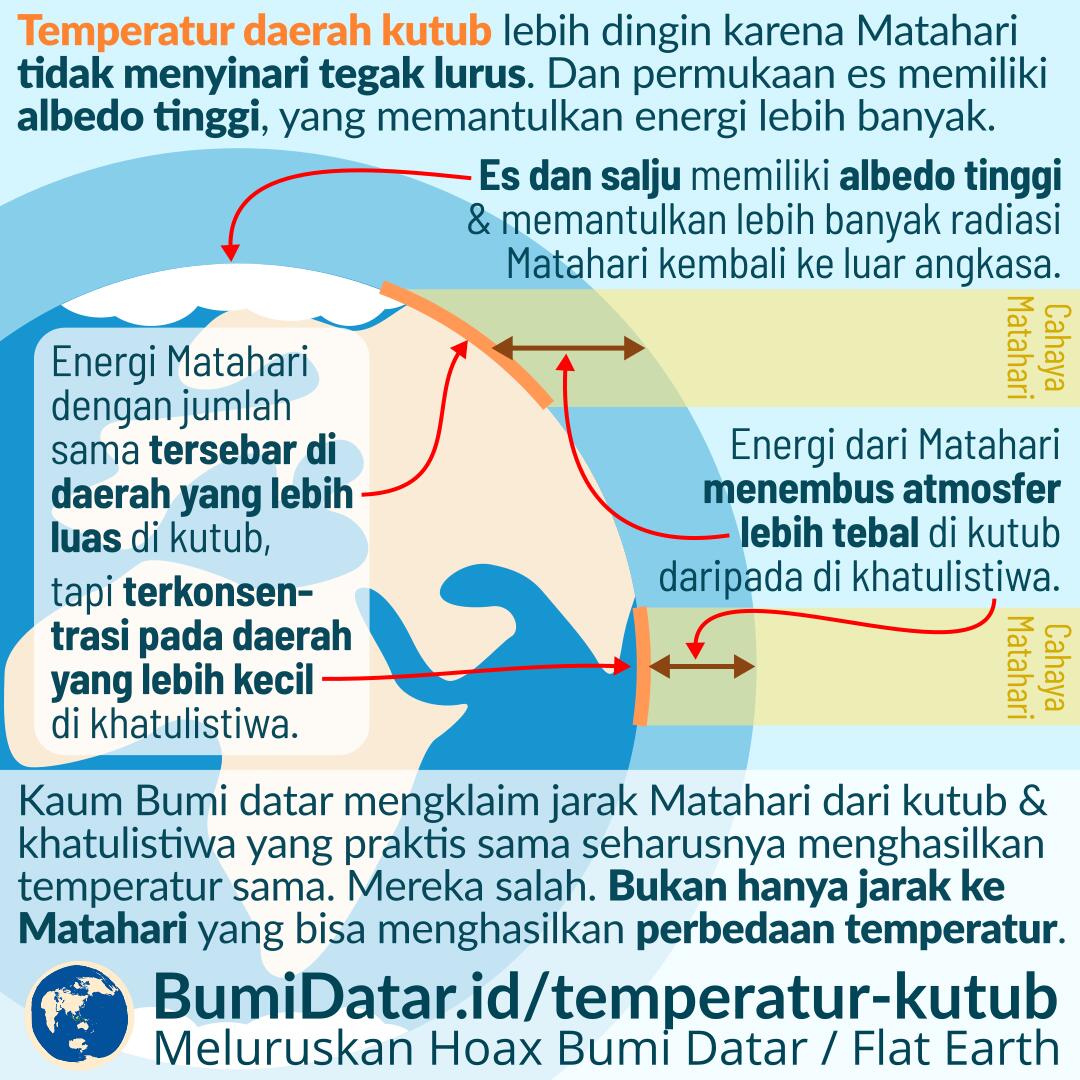 Temperatur daerah kutub lebih dingin karena Matahari
tidak menyinari tegak lurus. Dan permukaan es memiliki
albedo tinggi, yang memantulkan energi lebih banyak.
Es dan salju memiliki albedo tinggi
& memantulkan lebih banyak radiasi
Matahari kembali ke luar angkasa.
Cahaya
Matahari
Energi Matahari
dengan jumlah
sama tersebar di
daerah yang lebih
luas di kutub,
tapi terkonsen-
trasi pada daerah
yang lebih kecil
di khatulistiwa.
Energi dari Matahari
menembus atmosfer
lebih tebal di kutub
daripada di khatulistiwa.
Cahaya
Matahari
Kaum Bumi datar mengklaim jarak Matahari dari kutub &
khatulistiwa yang praktis sama seharusnya menghasilkan
temperatur sama. Mereka salah. Bukan hanya jarak ke
Matahari yang bisa menghasilkan perbedaan temperatur.
BumiDatar.id/temperatur-kutub
Meluruskan Hoax Bumi Datar / Flat Earth